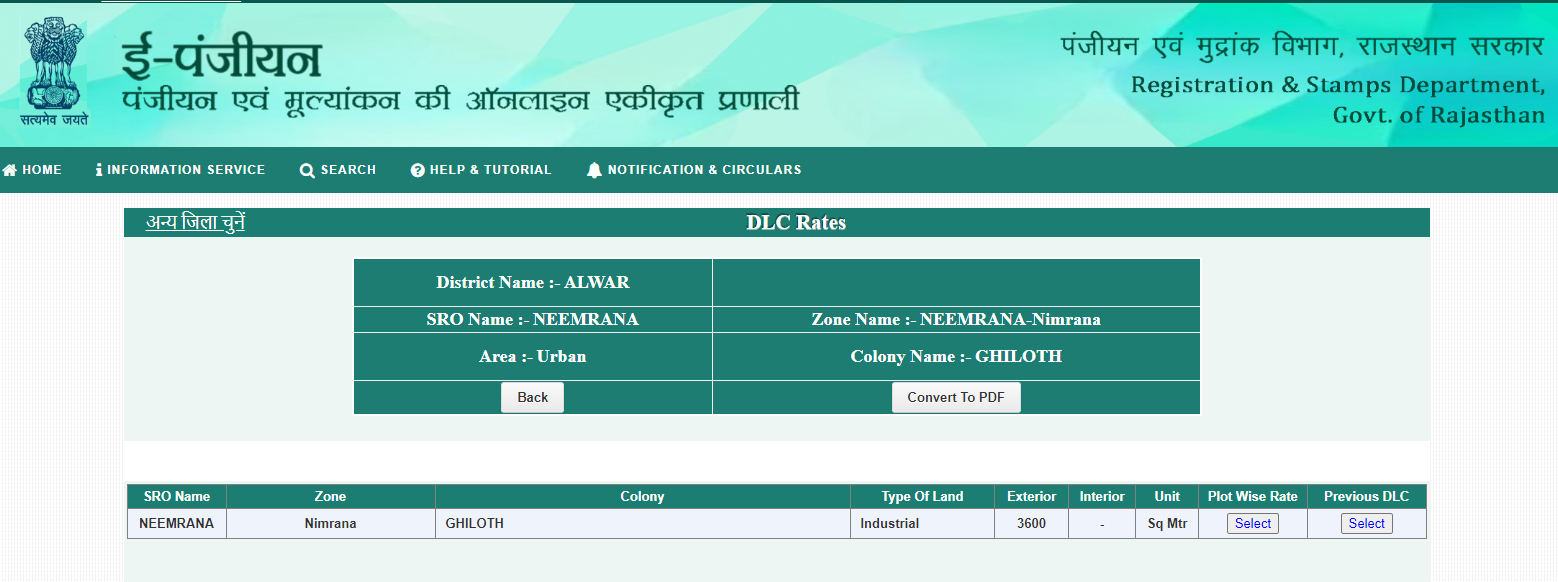 ई-पंजीयन
पंजीयन एवं मूल्यांकन की ऑनलाइन एकीकृत प्रणाली
सत्यमेव जयते
पंजीयन एवं मुद्रांक विभाग, राजस्थान सरकार
Registration & Stamps Department,
Govt. of Rajasthan
HOME INFORMATION SERVICE SEARCH HELP & TUTORIAL NOTIFICATION & CIRCULARS
अन्य जिला चुनें DLC Rates
District Name :- ALWAR
SRO Name :- NEEMRANA Zone Name :- NEEMRANA-Nimrana
Area :- Urban Colony Name :- GHILOTH
Back Convert To PDF
SRO Name Zone Colony Type Of Land Exterior Interior Unit Plot Wise Rate Previous DLC
NEEMRANA Nimrana GHILOTH Industrial 3600 - Sq Mtr Select Select